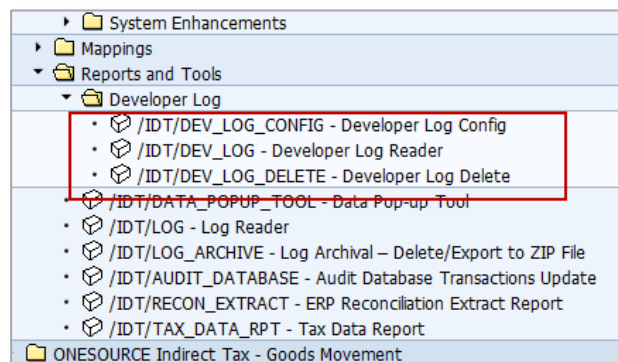 System Enhancements
Mappings
Reports and Tools
Developer Log
/IDT/DEV_LOG_CONFIG - Developer Log Config
/IDT/DEV_LOG - Developer Log Reader
/IDT/DEV_LOG_DELETE - Developer Log Delete
/IDT/DATA_POPUP_TOOL - Data Pop-up Tool
/IDT/LOG - Log Reader
/IDT/LOG_ARCHIVE - Log Archival – Delete/Export to ZIP File
/IDT/AUDIT_DATABASE - Audit Database Transactions Update
/IDT/RECON_EXTRACT - ERP Reconciliation Extract Report
/IDT/TAX_DATA_RPT - Tax Data Report
ONESOURCE Indirect Tax - Goods Movement